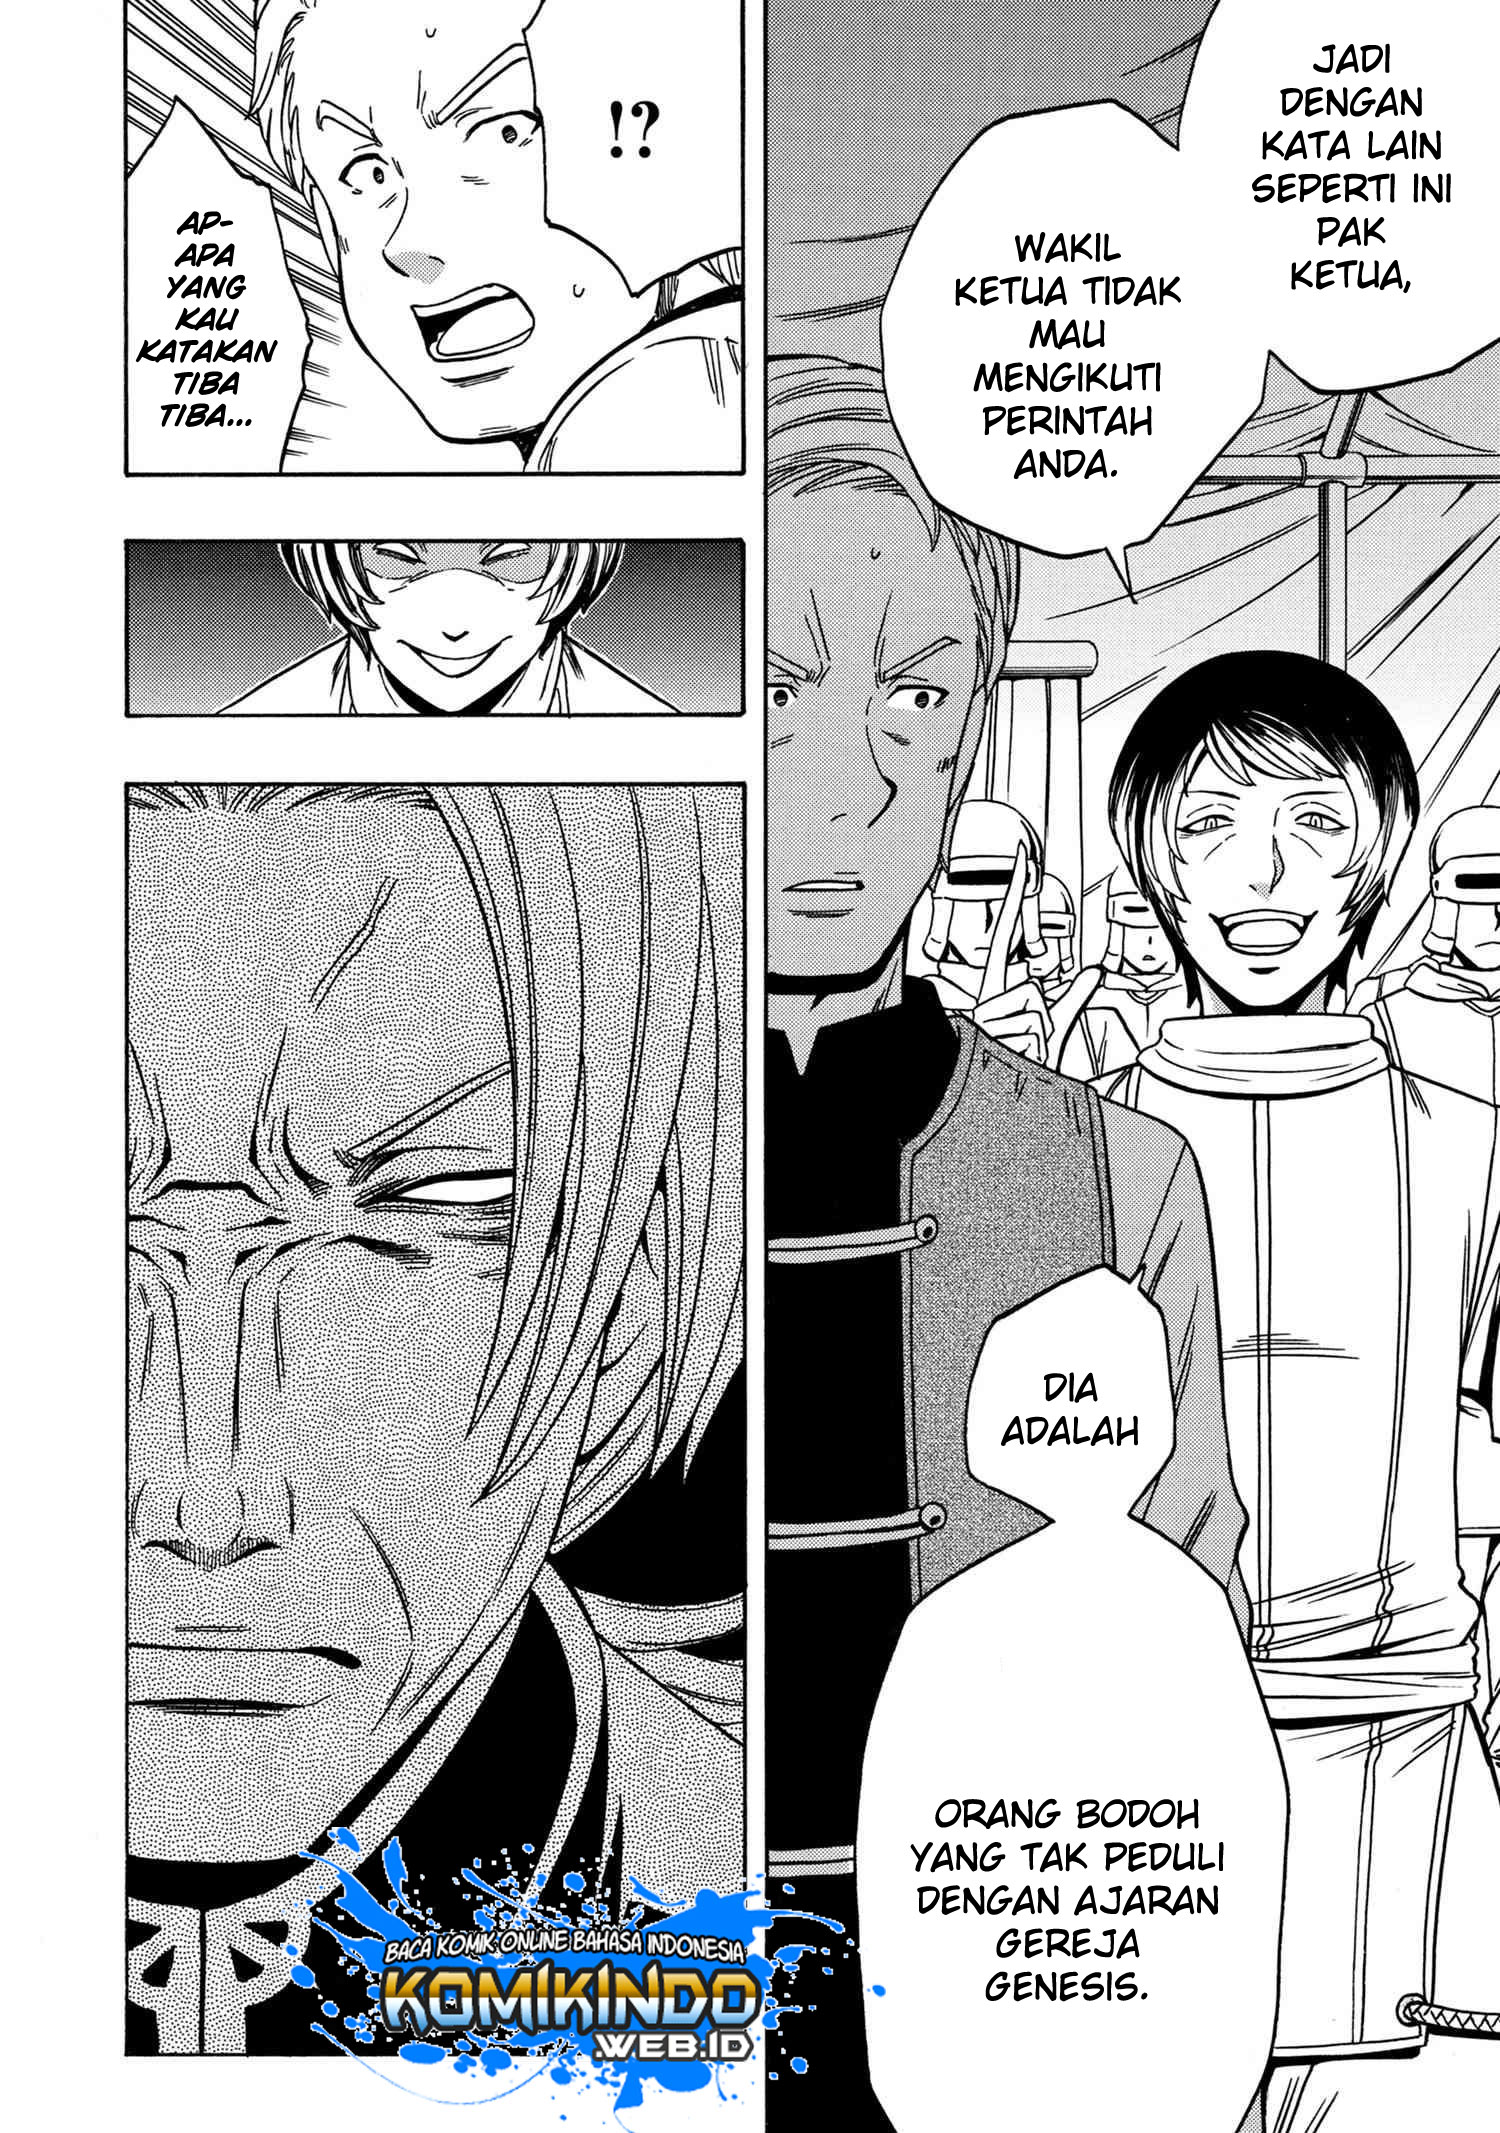 JADI
DENGAN
KATA LAIN
SEPERTI INI
PAK
KETUA,
WAKIL
KETUA TIDAK
MAU
MENGIKUTI
PERINTAH
ANDA.
DIA
ADALAH
ORANG BODOH
YANG TAK PEDULI
DENGAN AJARAN
GEREJA
GENESIS.
!?
AP-
APA
YANG
KAU
KATAKAN
TIBA
TIBA...
BACA KOMIK ONLINE BAHASA INDONESIA
KOMIKINDO
.WEB.ID